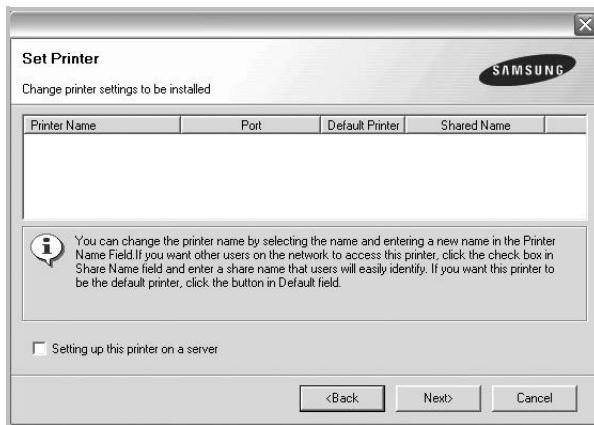 Set Printer
SAMSUNG
Change printer settings to be installed
Printer Name Port Default Printer Shared Name
You can change the printer name by selecting the name and entering a new name in the Printer
Name Field.If you want other users on the network to access this printer, click the check box in
Share Name field and enter a share name that users will easily identify. If you want this printer to
be the default printer, click the button in Default field.
Setting up this printer on a server
<Back Next> Cancel